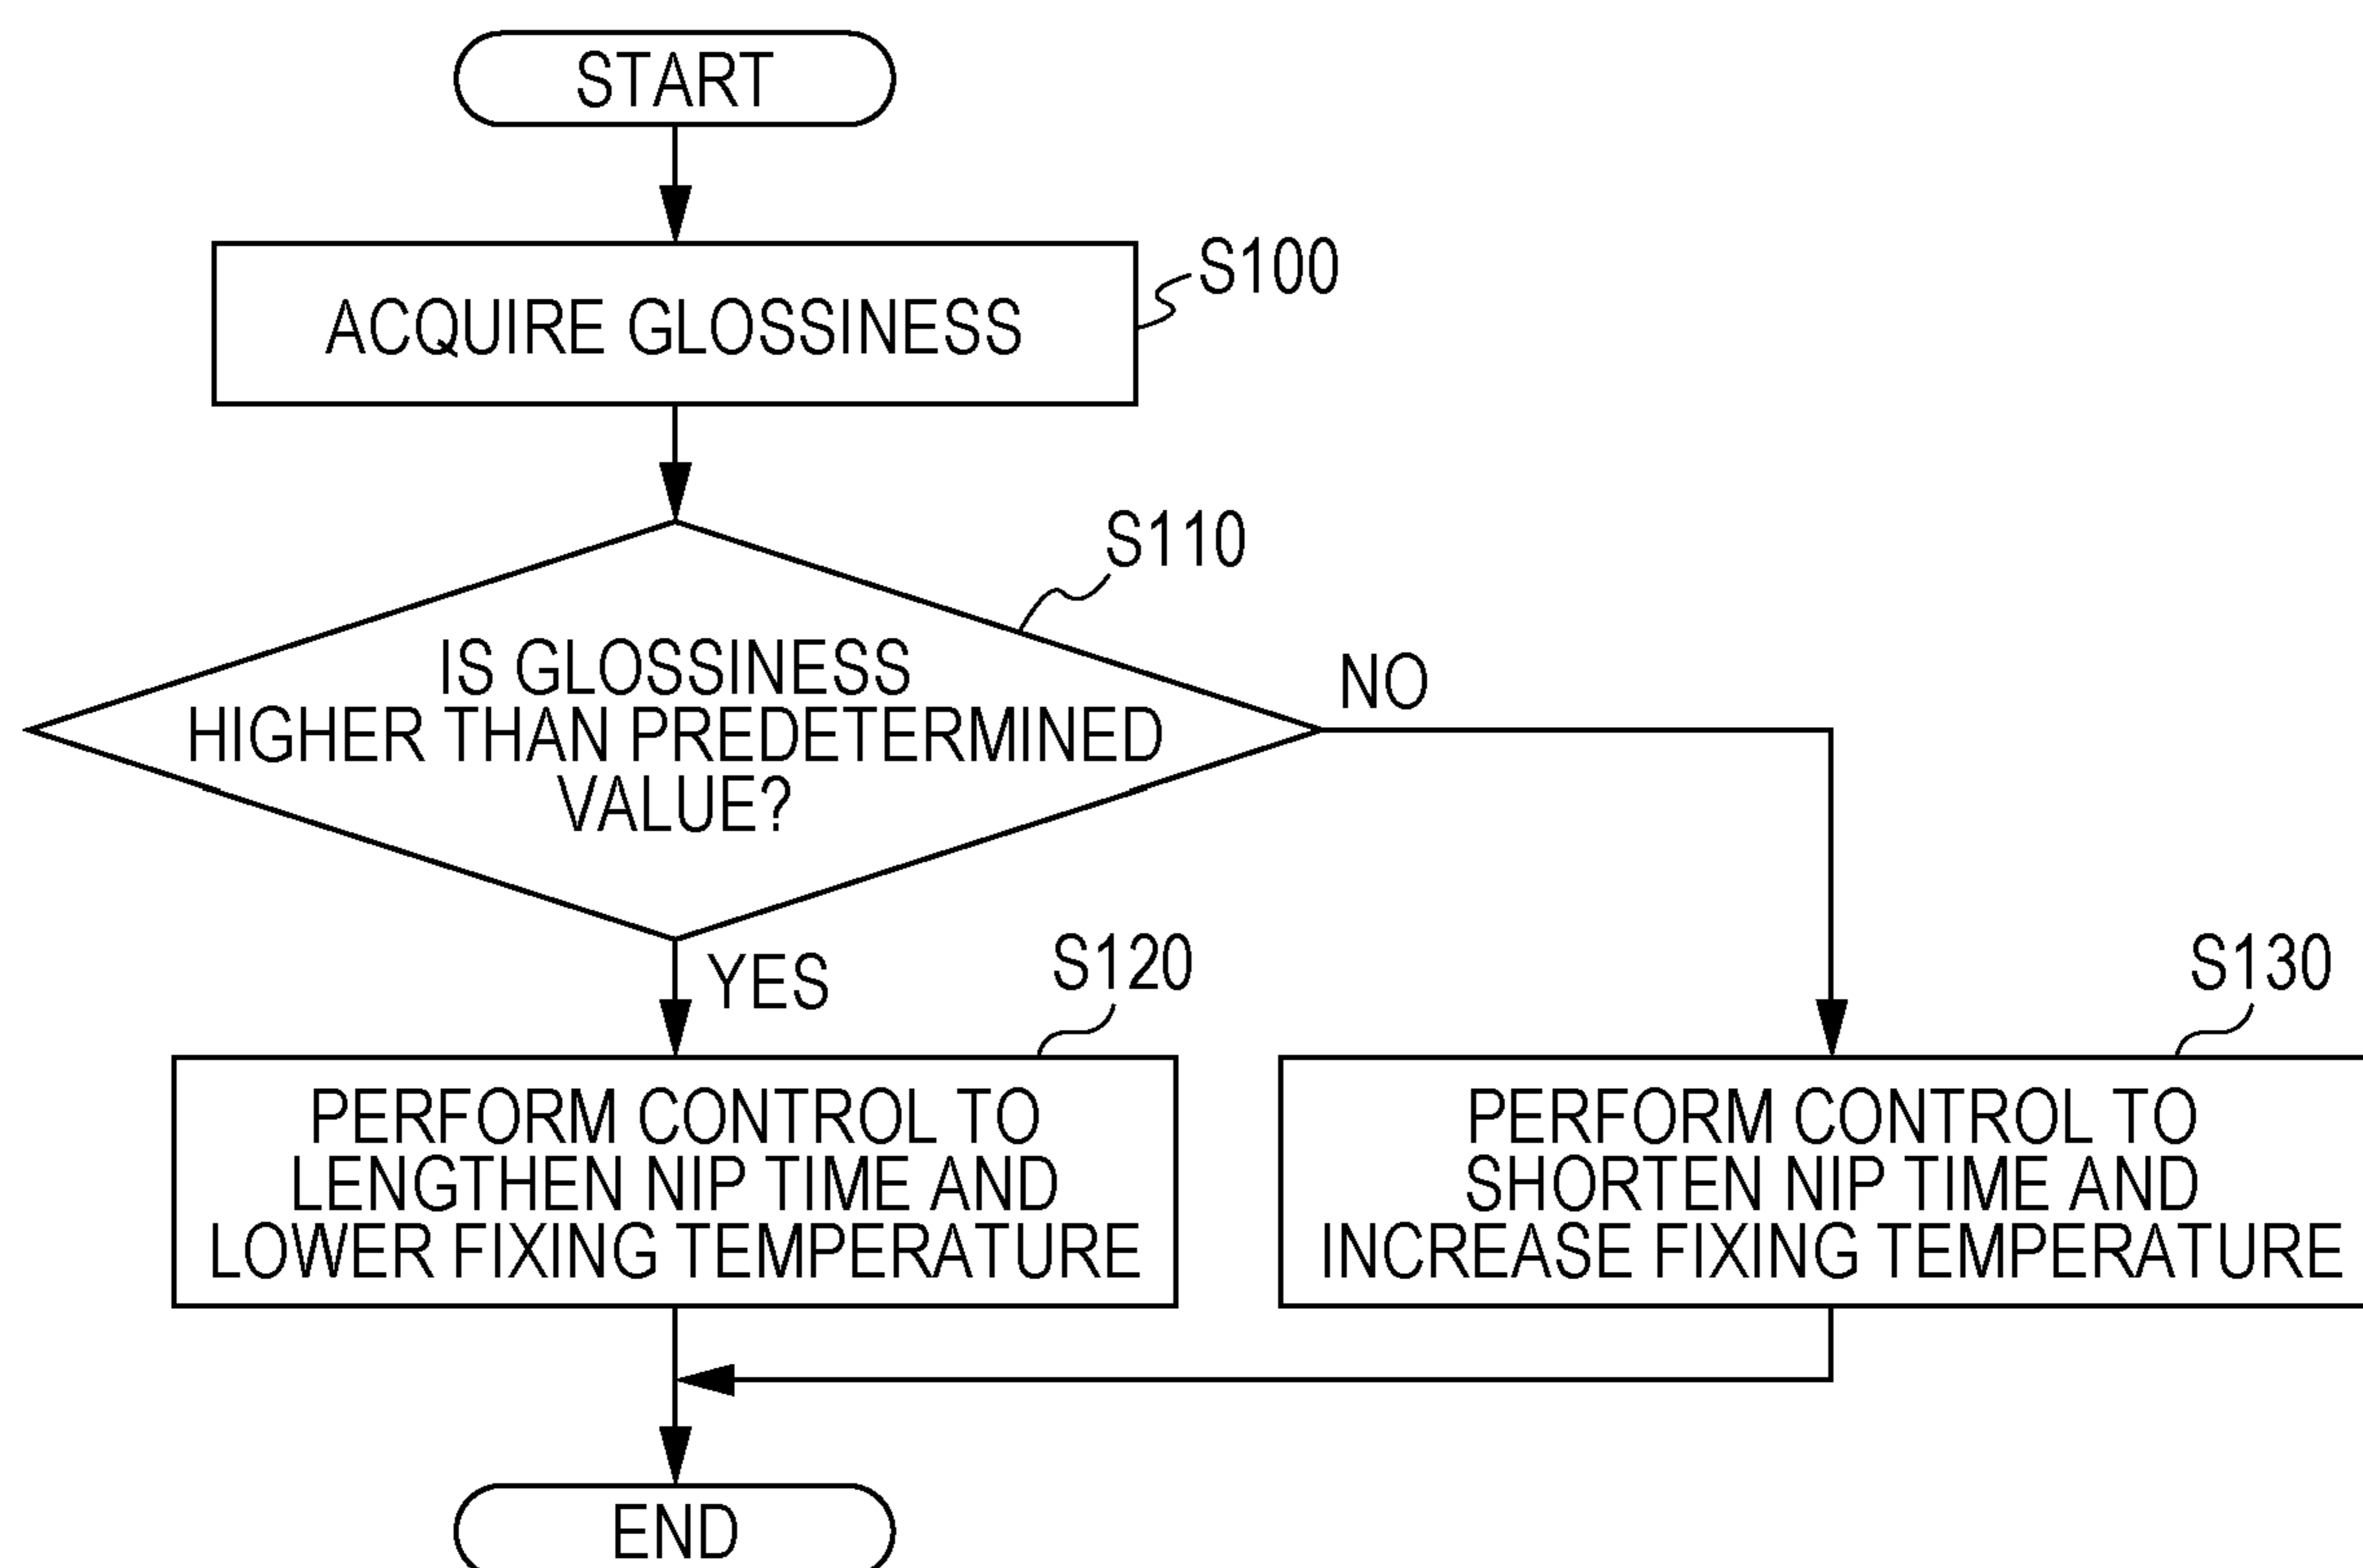 START
ACQUIRE GLOSSINESS
S100
S110
IS GLOSSINESS
HIGHER THAN PREDETERMINED
VALUE?
NO
YES
S120
PERFORM CONTROL TO
LENGTHEN NIP TIME AND
LOWER FIXING TEMPERATURE
S130
PERFORM CONTROL TO
SHORTEN NIP TIME AND
INCREASE FIXING TEMPERATURE
END